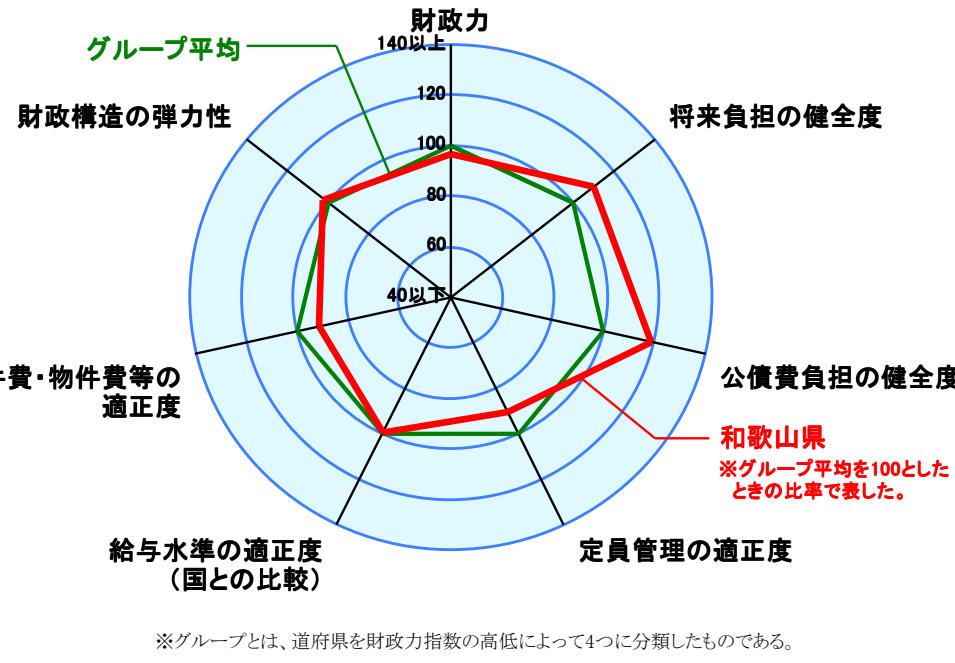 財政力
グループ平均
140以上
120
100
80
60
40以下
財政構造の弾力性
将来負担の健全度
件費・物件費等の
適正度
公債費負担の健全度
和歌山県
※グループ平均を100とした
ときの比率で表した。
給与水準の適正度
（国との比較）
定員管理の適正度
※グループとは、道府県を財政力指数の高低によって4つに分類したものである。